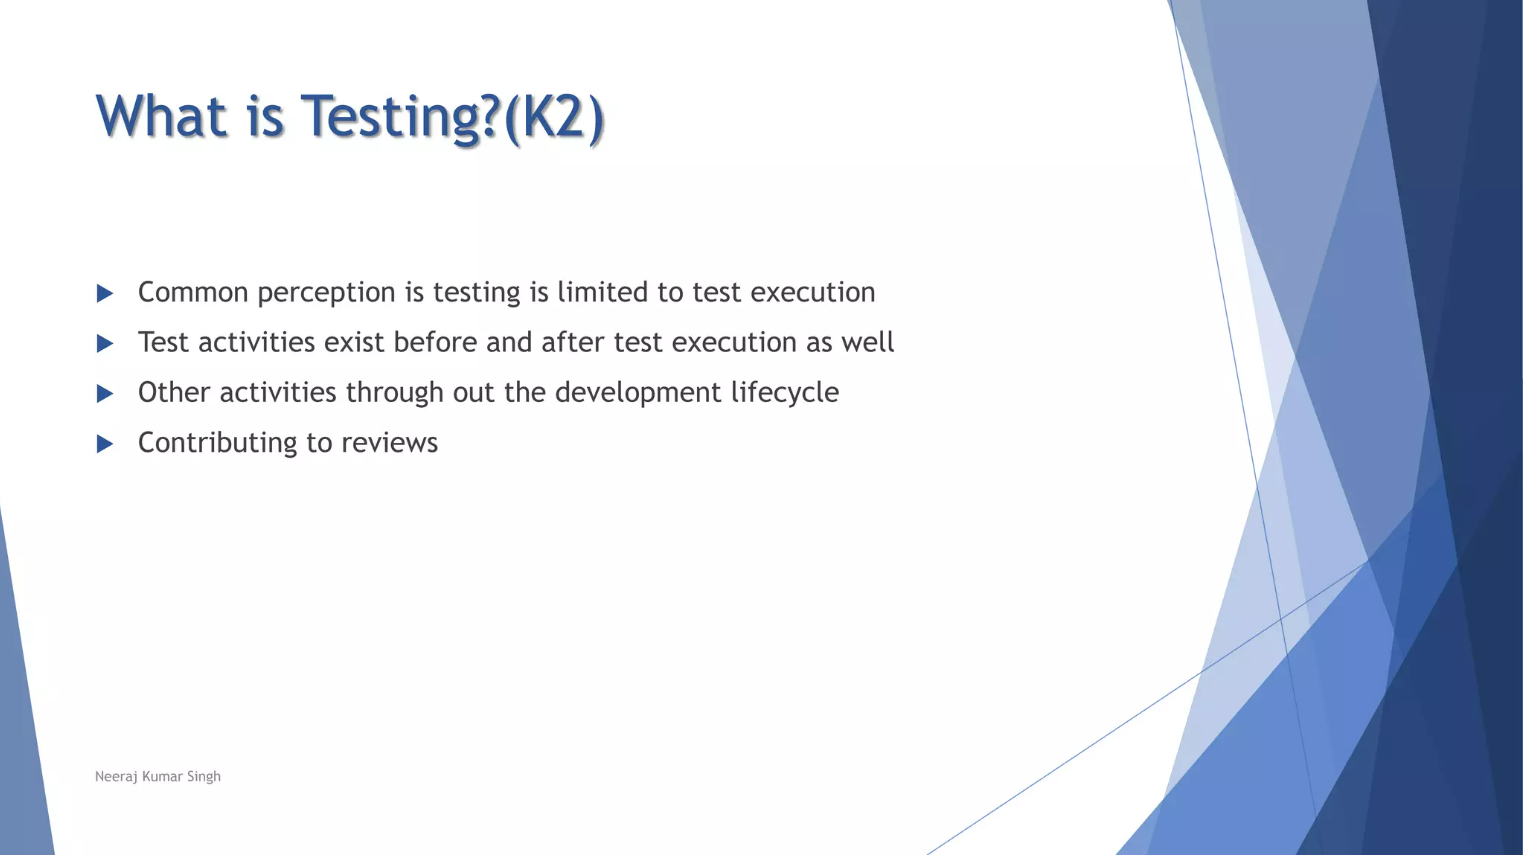 What is Testing?(K2)
Common perception is testing is limited to test execution
Test activities exist before and after test execution as well
Other activities through out the development lifecycle
Contributing to reviews
Neeraj Kumar Singh